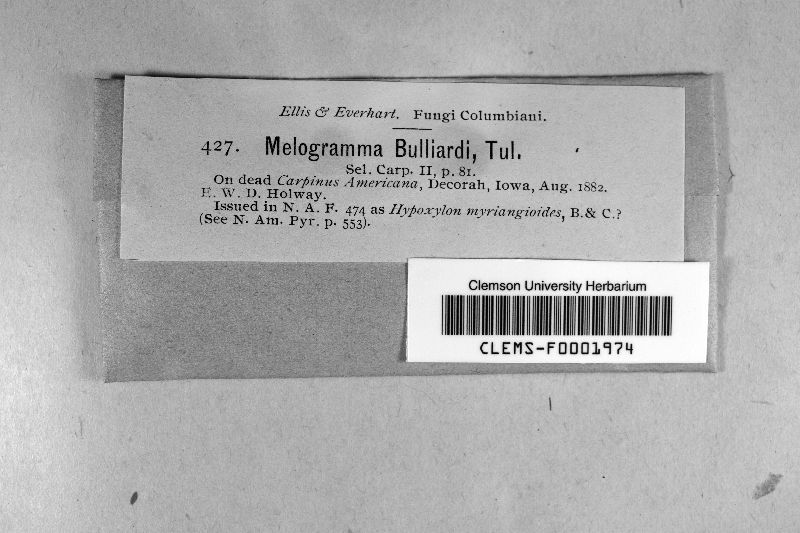 Ellis & Everhart. Fungi Columbiani.
427. Melogramma Bulliardi, Tul.
Sel. Carp. II, p. 81.
On dead Carpinus Americana, Decorah, Iowa, Aug. 1882.
E. W. D. Holway.
Issued in N. A. F. 474 as Hypoxylon myriangioides, B. & C.?
(See N. Am. Pyr. p. 553).
Clemson University Herbarium
CLEMS-F0001974